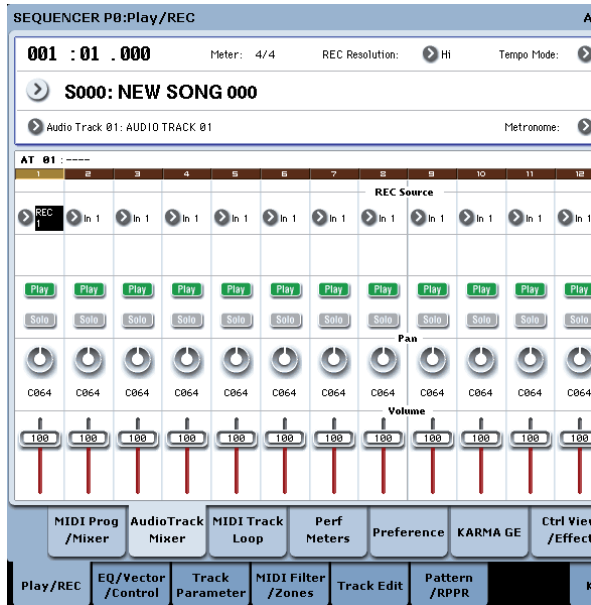 SEQUENCER P0:Play/REC
001 :01 .000 Meter: 4/4 REC Resolution: Hi Tempo Mode:
S000: NEW SONG 000
Audio Track 01: AUDIO TRACK 01 Metronome:
AT 01 :----
1 2 3 4 5 6 7 8 9 10 11 12
REC Source
REC 1 In 1 In 1 In 1 In 1 In 1 In 1 In 1 In 1 In 1 In 1 In 1
Play Play Play Play Play Play Play Play Play Play Play Play
Solo Solo Solo Solo Solo Solo Solo Solo Solo Solo Solo Solo
Pan
C064 C064 C064 C064 C064 C064 C064 C064 C064 C064 C064 C064
Volume
100 100 100 100 100 100 100 100 100 100 100 100
MIDI Prog /Mixer AudioTrack Mixer MIDI Track Loop Perf Meters Preference KARMA GE Ctrl View /Effect
Play/REC EQ/Vector /Control Track Parameter MIDI Filter /Zones Track Edit Pattern /RPPR